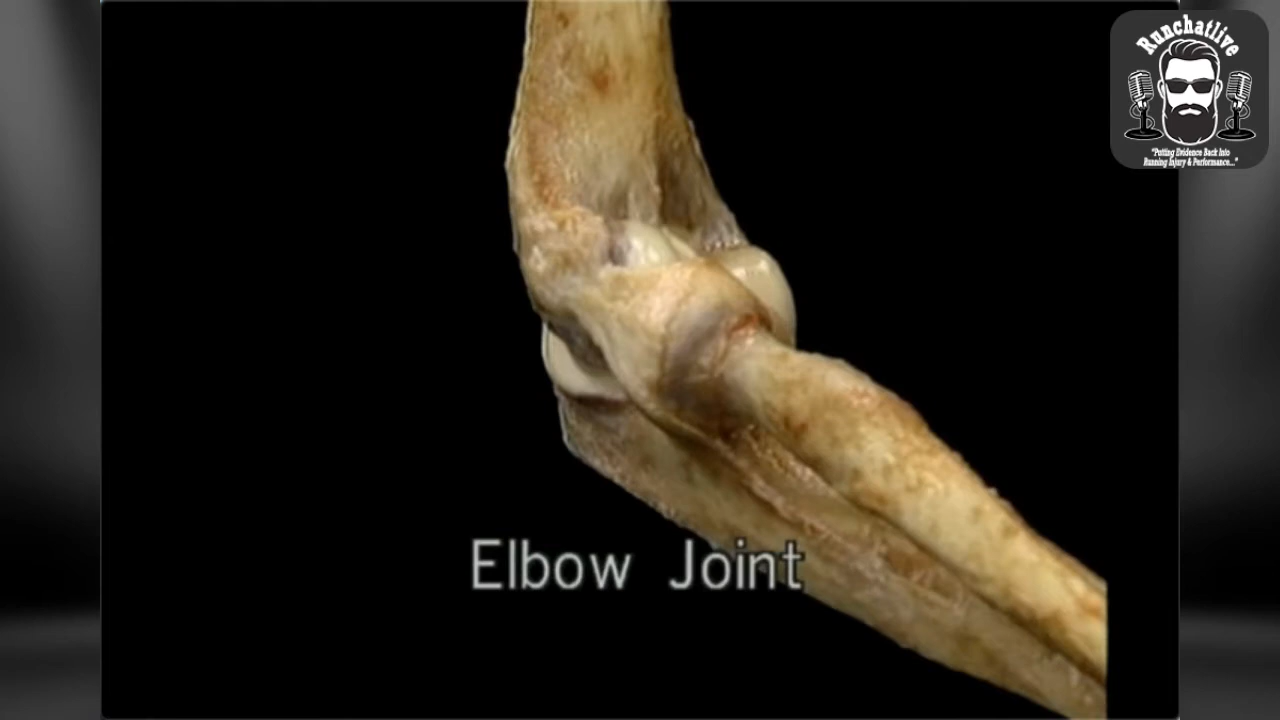 Runchatlive
"Putting Evidence Back Into
Running Injury & Performance..."
Elbow Joint